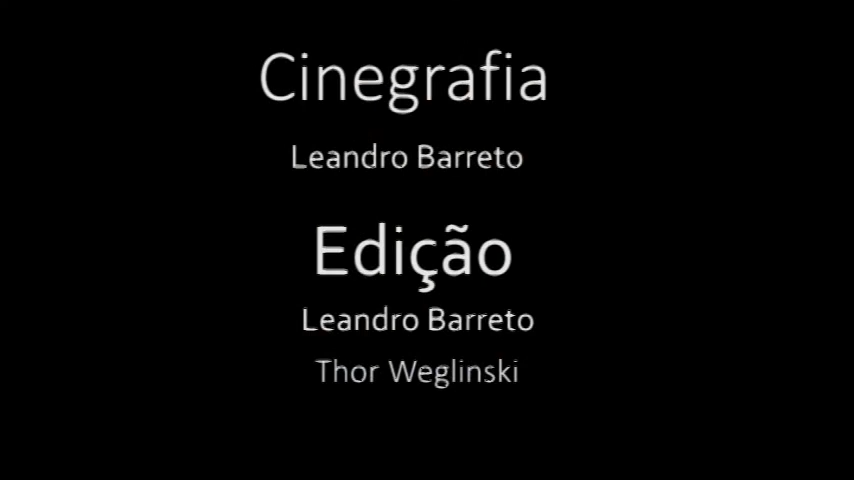 Cinegrafia
Leandro Barreto
Edição
Leandro Barreto
Thor Weglinski